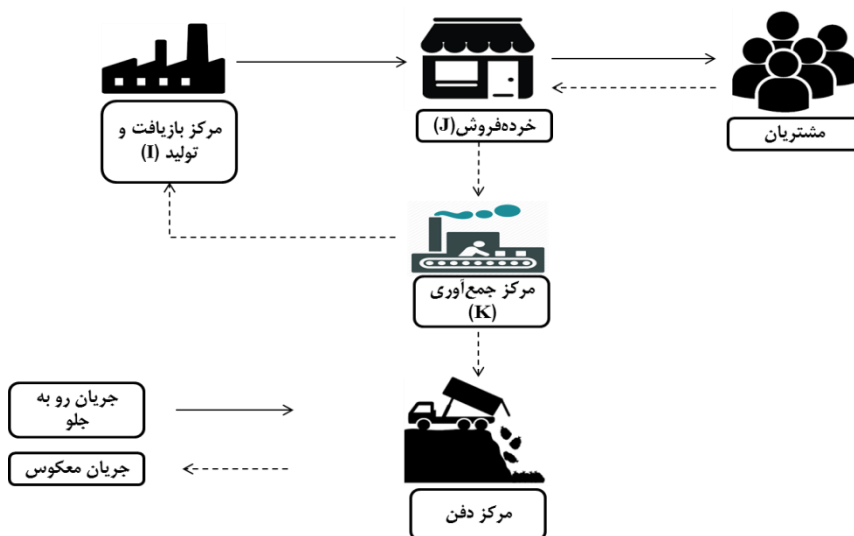 مرکز بازیافت و
تولید (I)
خرده‌فروش(J)
مشتریان
مرکز جمع‌آوری
(K)
جریان رو به
جلو
جریان معکوس
مرکز دفن